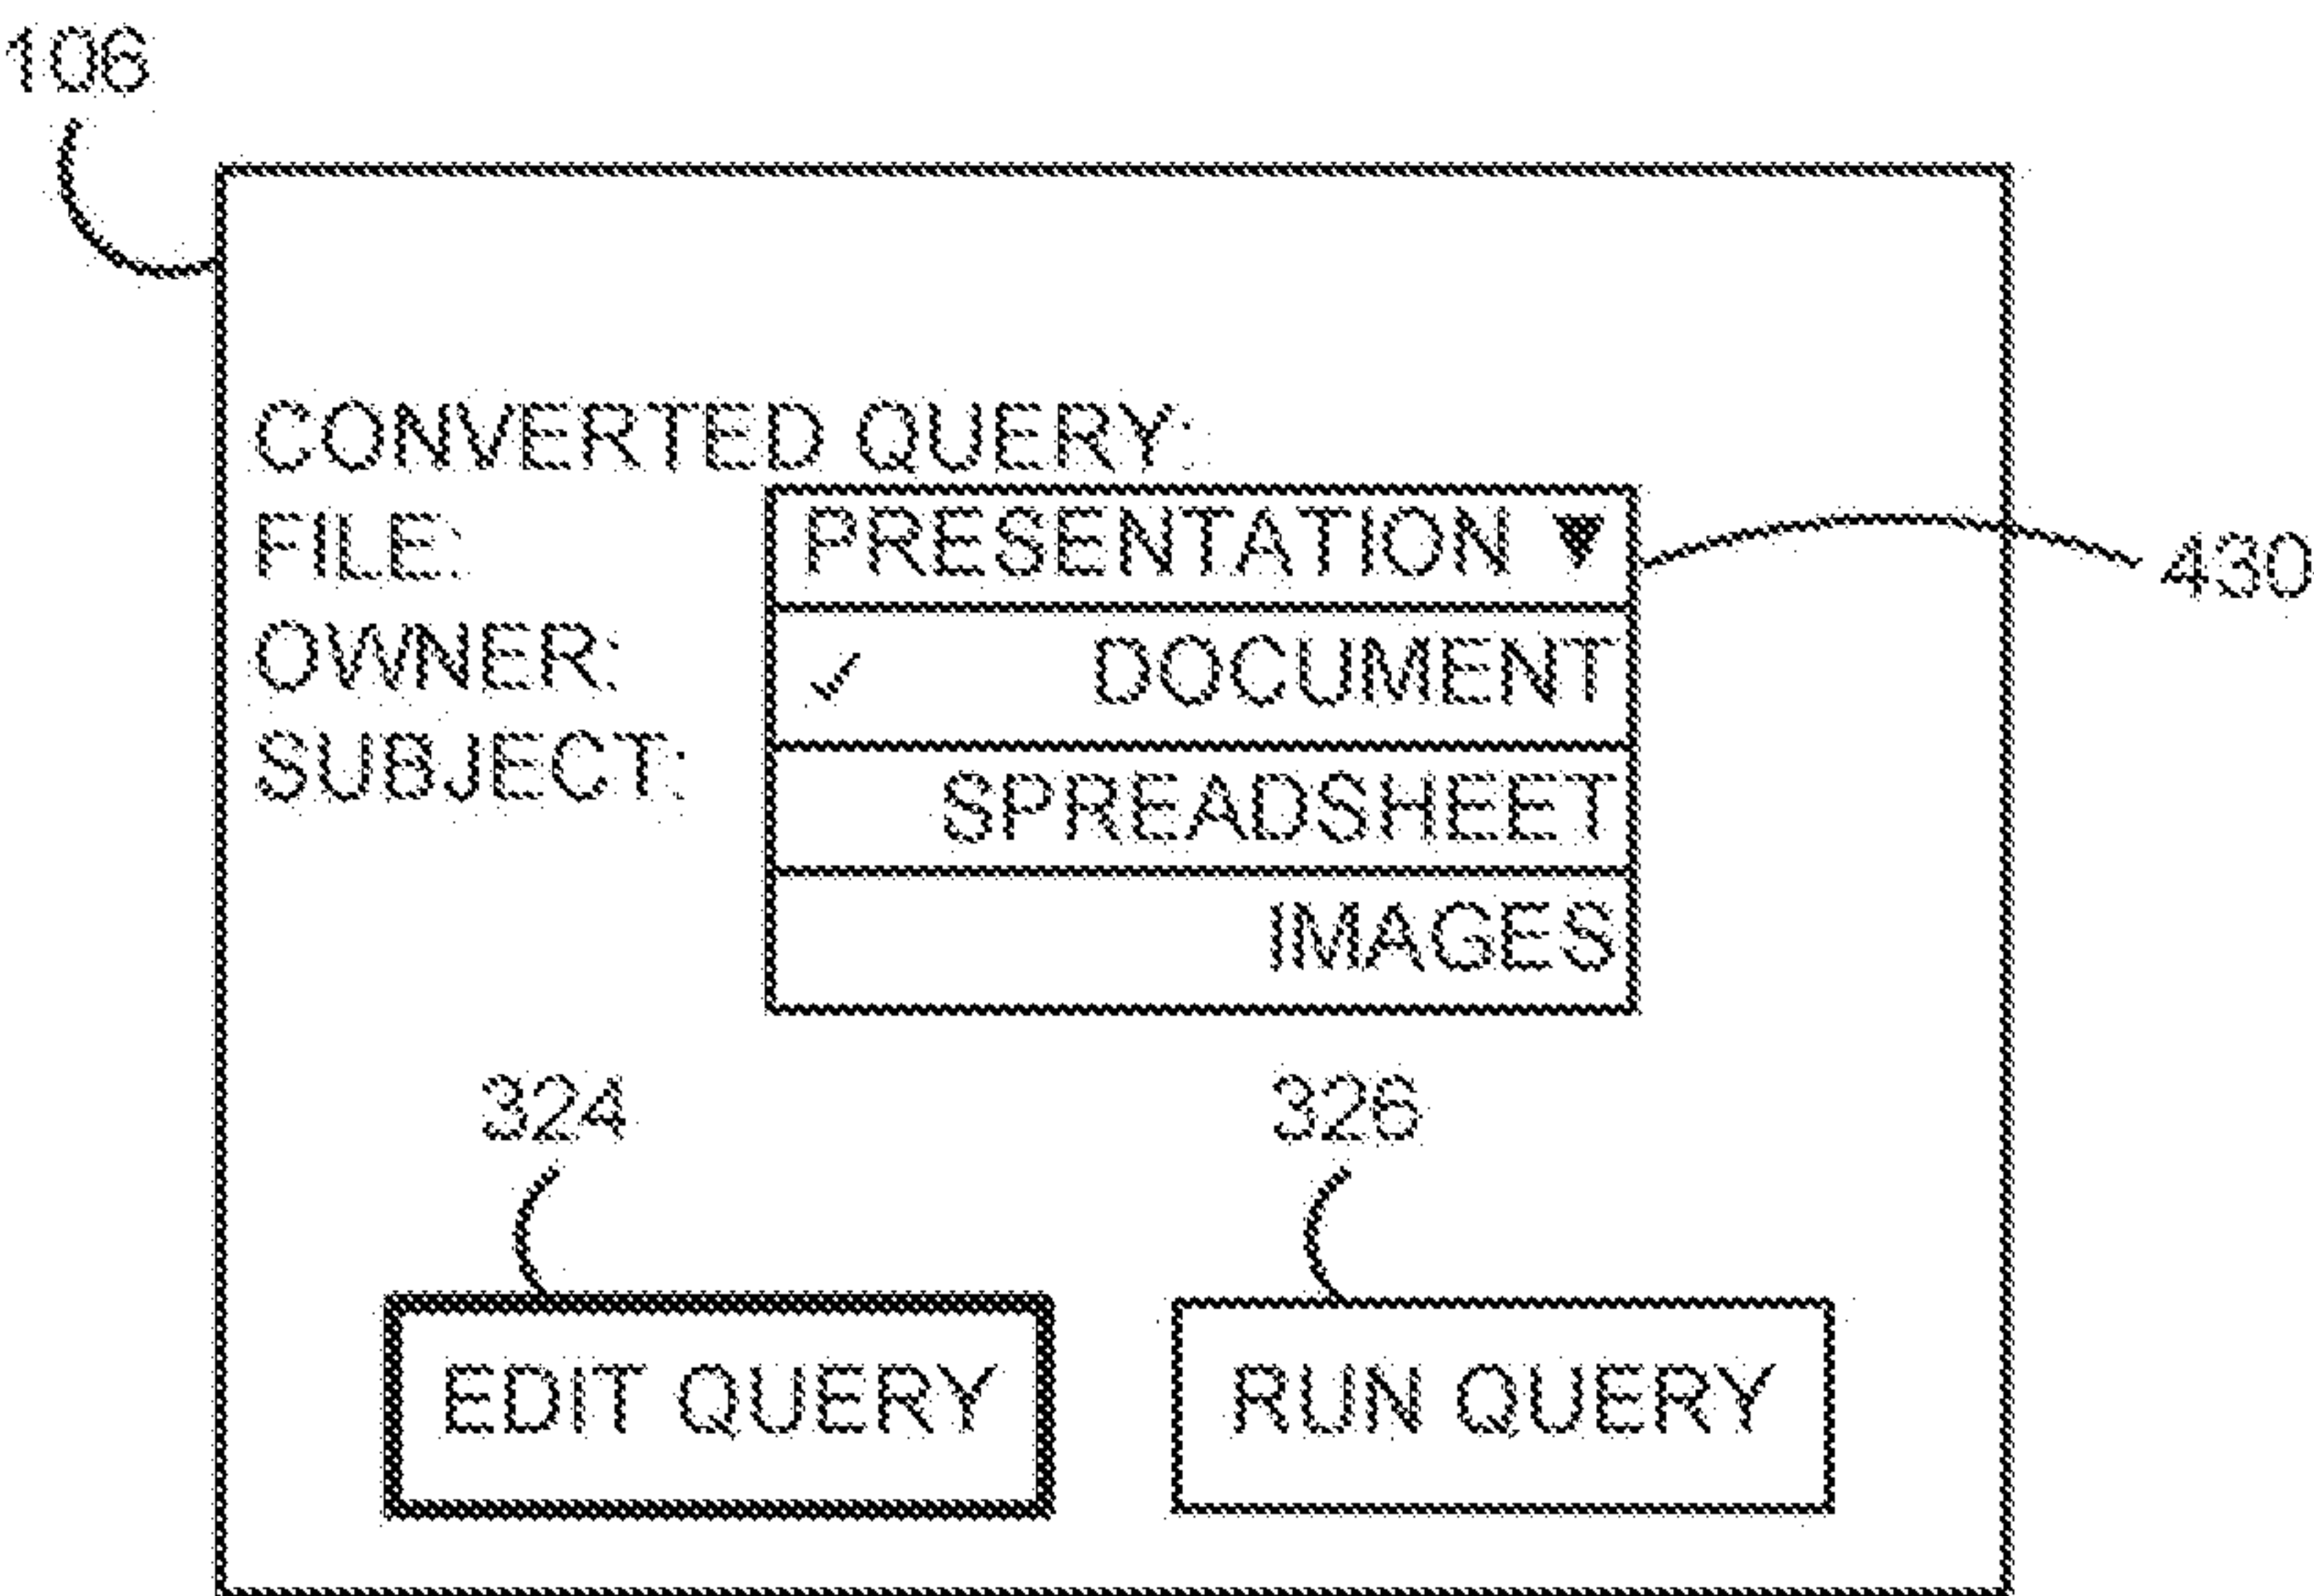 106
CONVERTED QUERY:
FILE: PRESENTATION ▼
430
OWNER: ✓ DOCUMENT
SUBJECT: SPREADSHEET
IMAGES
324 326
EDIT QUERY RUN QUERY